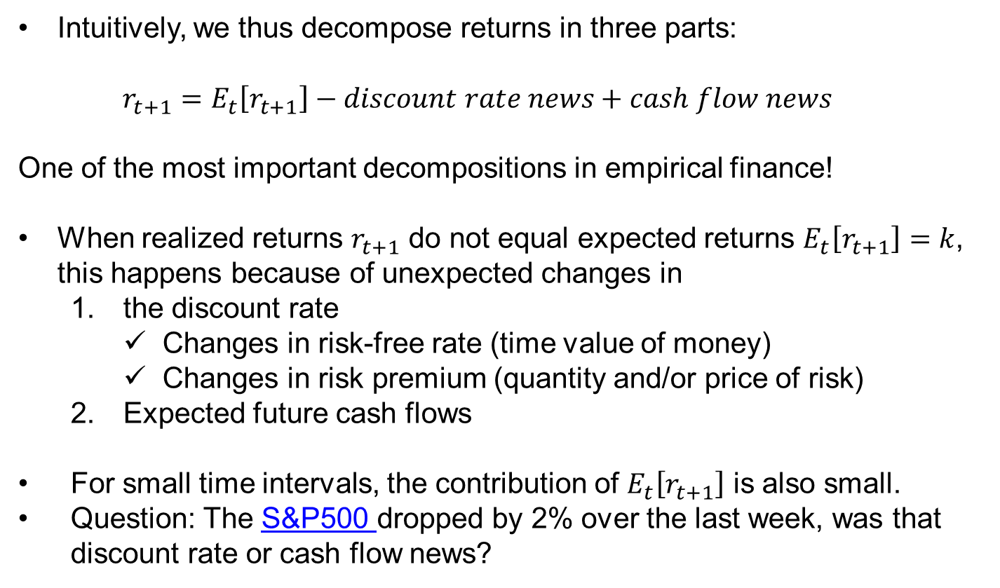 • Intuitively, we thus decompose returns in three parts:
r_{t+1} = E_t[r_{t+1}] − discount rate news + cash flow news
One of the most important decompositions in empirical finance!
• When realized returns r_{t+1} do not equal expected returns E_t[r_{t+1}] = k,
this happens because of unexpected changes in
1. the discount rate
✓ Changes in risk-free rate (time value of money)
✓ Changes in risk premium (quantity and/or price of risk)
2. Expected future cash flows
• For small time intervals, the contribution of E_t[r_{t+1}] is also small.
• Question: The S&P500 dropped by 2% over the last week, was that
discount rate or cash flow news?